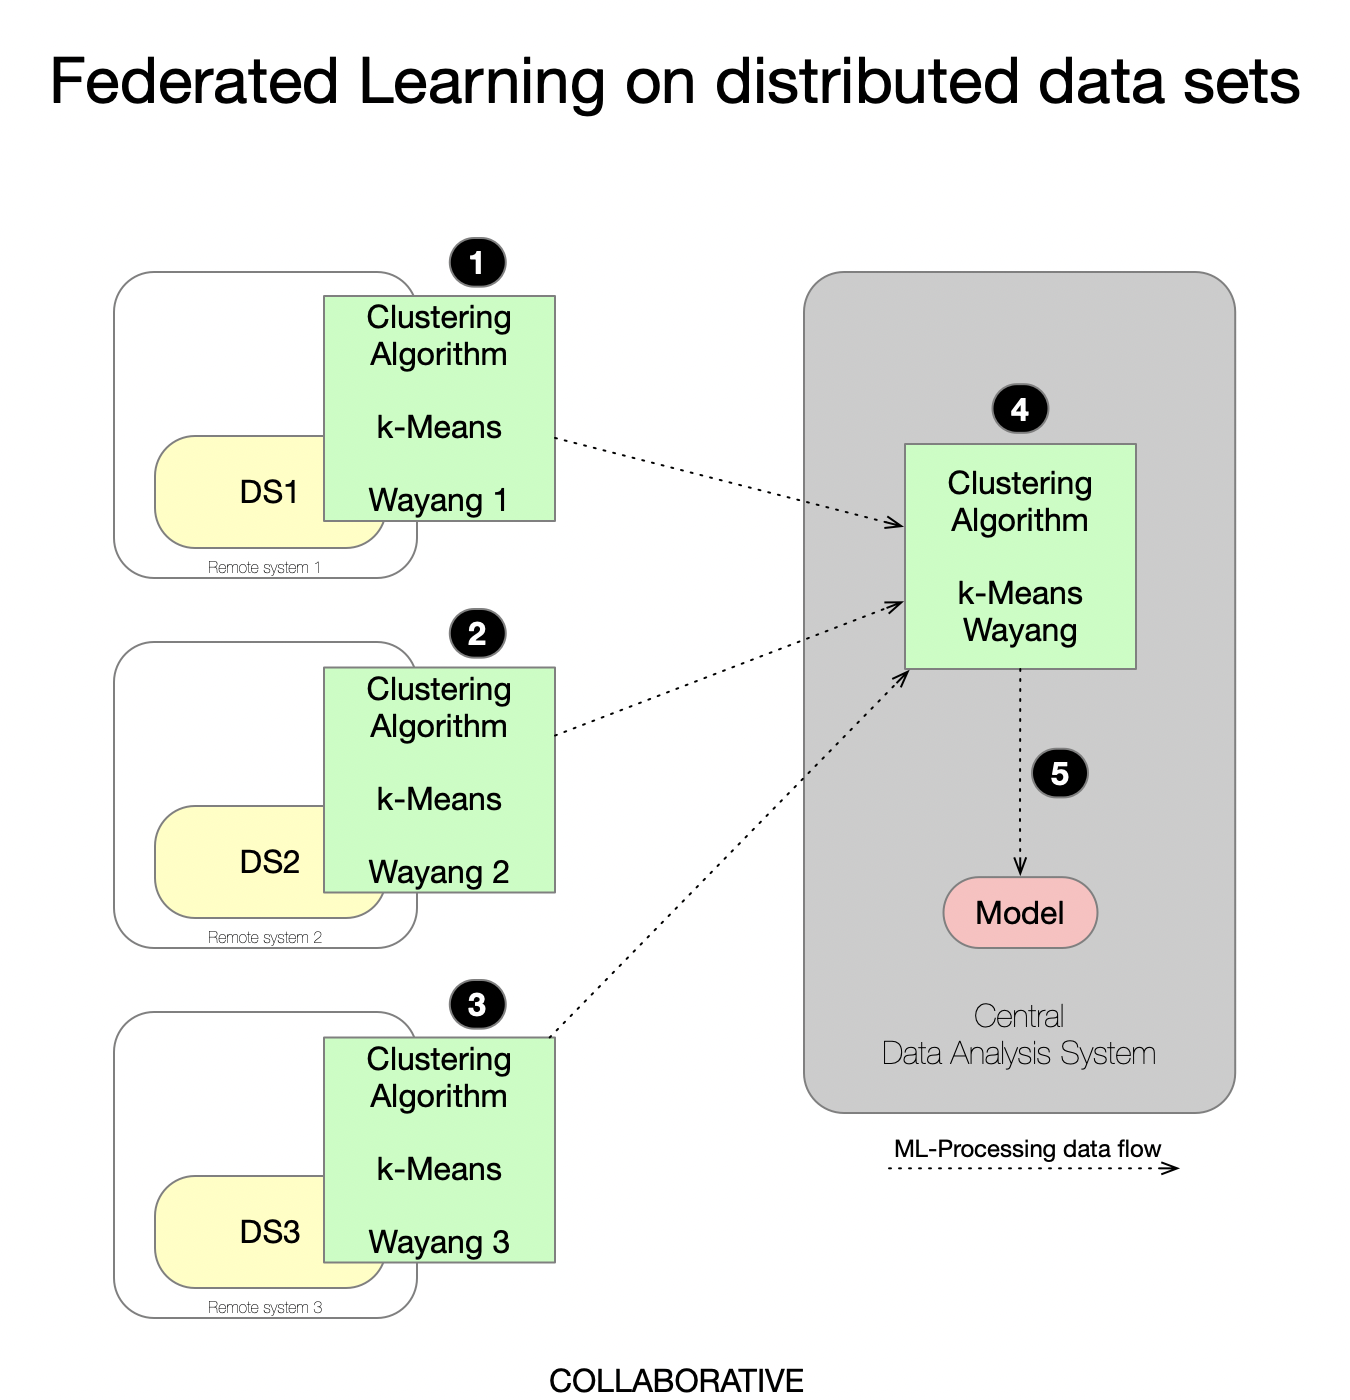 Federated Learning on distributed data sets
1
Clustering
Algorithm
k-Means
Wayang 1
DS1
Remote system 1
2
Clustering
Algorithm
k-Means
Wayang 2
DS2
Remote system 2
3
Clustering
Algorithm
k-Means
Wayang 3
DS3
Remote system 3
4
Clustering
Algorithm
k-Means
Wayang
5
Model
Central
Data Analysis System
ML-Processing data flow
COLLABORATIVE